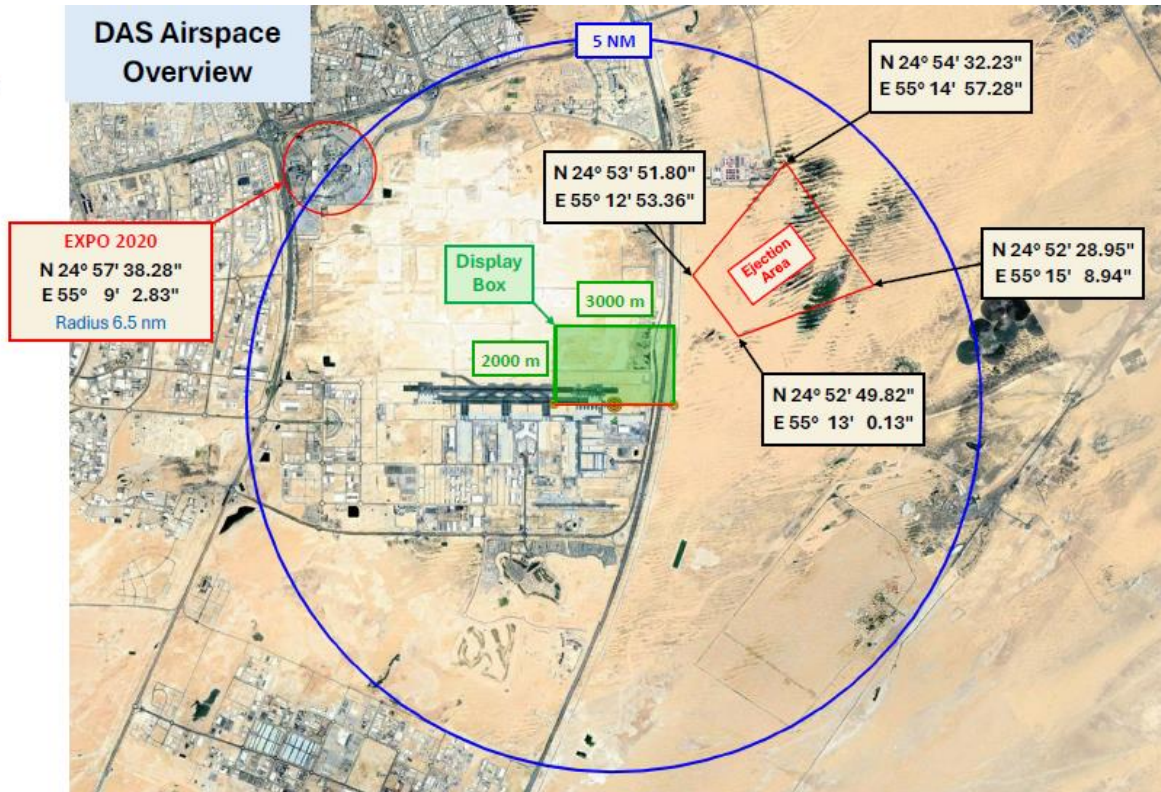 DAS Airspace
Overview
5 NM
N 24º 54' 32.23"
E 55º 14' 57.28"
N 24º 53' 51.80"
E 55º 12' 53.36"
EXPO 2020
N 24º 57' 38.28"
E 55º 9' 2.83"
Radius 6.5 nm
Display
Box
3000 m
2000 m
Ejection
Area
N 24º 52' 28.95"
E 55º 15' 8.94"
N 24º 52' 49.82"
E 55º 13' 0.13"